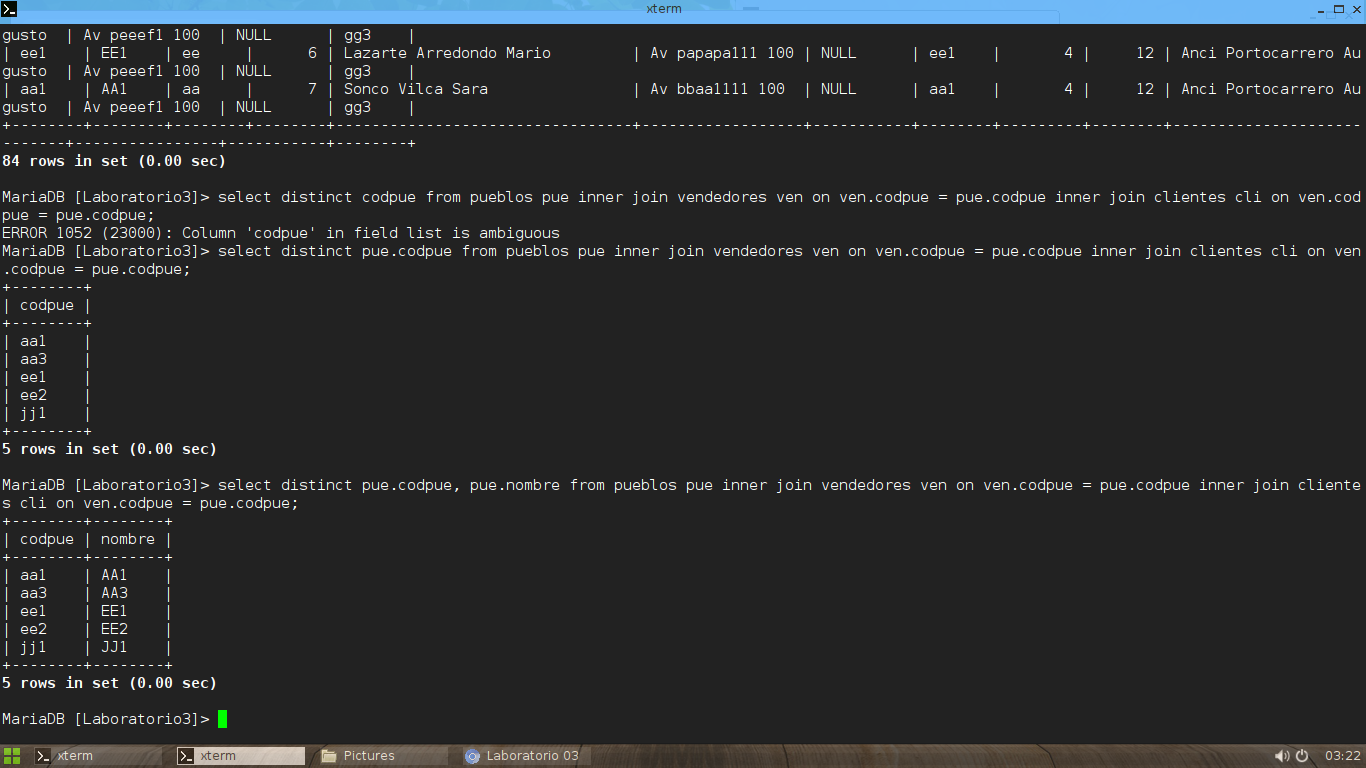 xterm
gusto  | Av peeef1 100  | NULL      | gg3    |
| ee1    | EE1    | ee     |      6 | Lazarte Arredondo Mario         | Av papapa111 100 | NULL      | ee1    |       4 |     12 | Anci Portocarrero Au
gusto  | Av peeef1 100  | NULL      | gg3    |
| aa1    | AA1    | aa     |      7 | Sonco Vilca Sara                | Av bbaa1111 100  | NULL      | aa1    |       4 |     12 | Anci Portocarrero Au
gusto  | Av peeef1 100  | NULL      | gg3    |
+--------+--------+--------+--------+---------------------------------+------------------+-----------+--------+---------+--------+---------------------
-------+----------------+-----------+--------+
84 rows in set (0.00 sec)
MariaDB [Laboratorio3]> select distinct codpue from pueblos pue inner join vendedores ven on ven.codpue = pue.codpue inner join clientes cli on ven.cod
pue = pue.codpue;
ERROR 1052 (23000): Column 'codpue' in field list is ambiguous
MariaDB [Laboratorio3]> select distinct pue.codpue from pueblos pue inner join vendedores ven on ven.codpue = pue.codpue inner join clientes cli on ven
.codpue = pue.codpue;
+--------+
| codpue |
+--------+
| aa1    |
| aa3    |
| ee1    |
| ee2    |
| jj1    |
+--------+
5 rows in set (0.00 sec)
MariaDB [Laboratorio3]> select distinct pue.codpue, pue.nombre from pueblos pue inner join vendedores ven on ven.codpue = pue.codpue inner join cliente
s cli on ven.codpue = pue.codpue;
+--------+--------+
| codpue | nombre |
+--------+--------+
| aa1    | AA1    |
| aa3    | AA3    |
| ee1    | EE1    |
| ee2    | EE2    |
| jj1    | JJ1    |
+--------+--------+
5 rows in set (0.00 sec)
MariaDB [Laboratorio3]>
xterm xterm Pictures Laboratorio 03 03:22